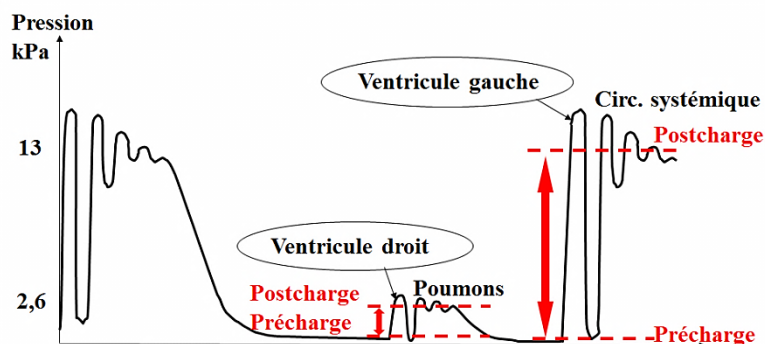 Pression
kPa
Ventricule gauche
Circ. systémique
13
Postcharge
Ventricule droit
Postcharge
Poumons
2,6
Précharge
Précharge